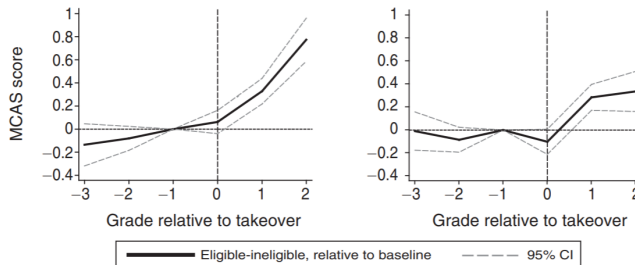 MCAS score
1
0.8
0.6
0.4
0.2
0
−0.2
−0.4
−3 −2 −1 0 1 2
Grade relative to takeover
1
0.8
0.6
0.4
0.2
0
−0.2
−0.4
−3 −2 −1 0 1 2
Grade relative to takeover
Eligible-ineligible, relative to baseline 95% CI